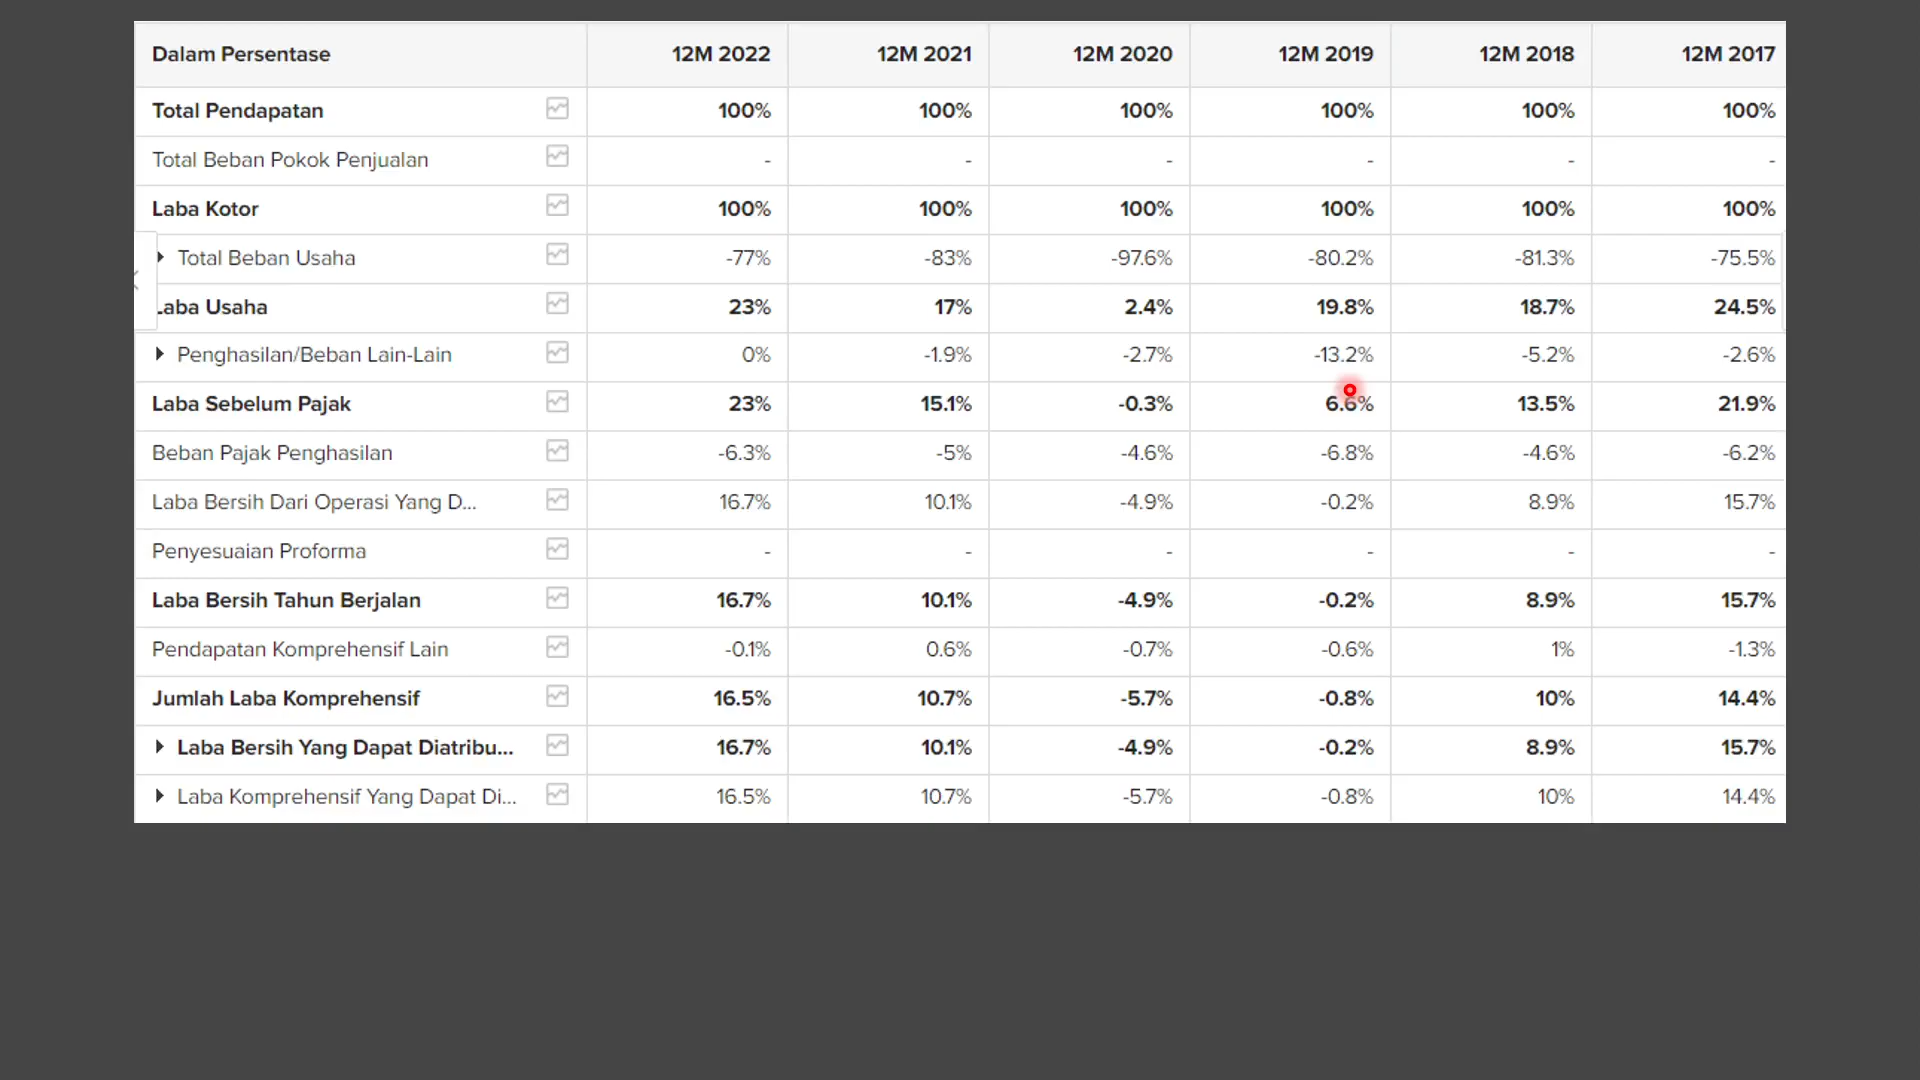 Dalam Persentase 12M 2022 12M 2021 12M 2020 12M 2019 12M 2018 12M 2017
Total Pendapatan 100% 100% 100% 100% 100% 100%
Total Beban Pokok Penjualan - - - - - -
Laba Kotor 100% 100% 100% 100% 100% 100%
Total Beban Usaha -77% -83% -97.6% -80.2% -81.3% -75.5%
Laba Usaha 23% 17% 2.4% 19.8% 18.7% 24.5%
Penghasilan/Beban Lain-Lain 0% -1.9% -2.7% -13.2% -5.2% -2.6%
Laba Sebelum Pajak 23% 15.1% -0.3% 6.6% 13.5% 21.9%
Beban Pajak Penghasilan -6.3% -5% -4.6% -6.8% -4.6% -6.2%
Laba Bersih Dari Operasi Yang D... 16.7% 10.1% -4.9% -0.2% 8.9% 15.7%
Penyesuaian Proforma - - - - - -
Laba Bersih Tahun Berjalan 16.7% 10.1% -4.9% -0.2% 8.9% 15.7%
Pendapatan Komprehensif Lain -0.1% 0.6% -0.7% -0.6% 1% -1.3%
Jumlah Laba Komprehensif 16.5% 10.7% -5.7% -0.8% 10% 14.4%
Laba Bersih Yang Dapat Diatribu... 16.7% 10.1% -4.9% -0.2% 8.9% 15.7%
Laba Komprehensif Yang Dapat Di... 16.5% 10.7% -5.7% -0.8% 10% 14.4%